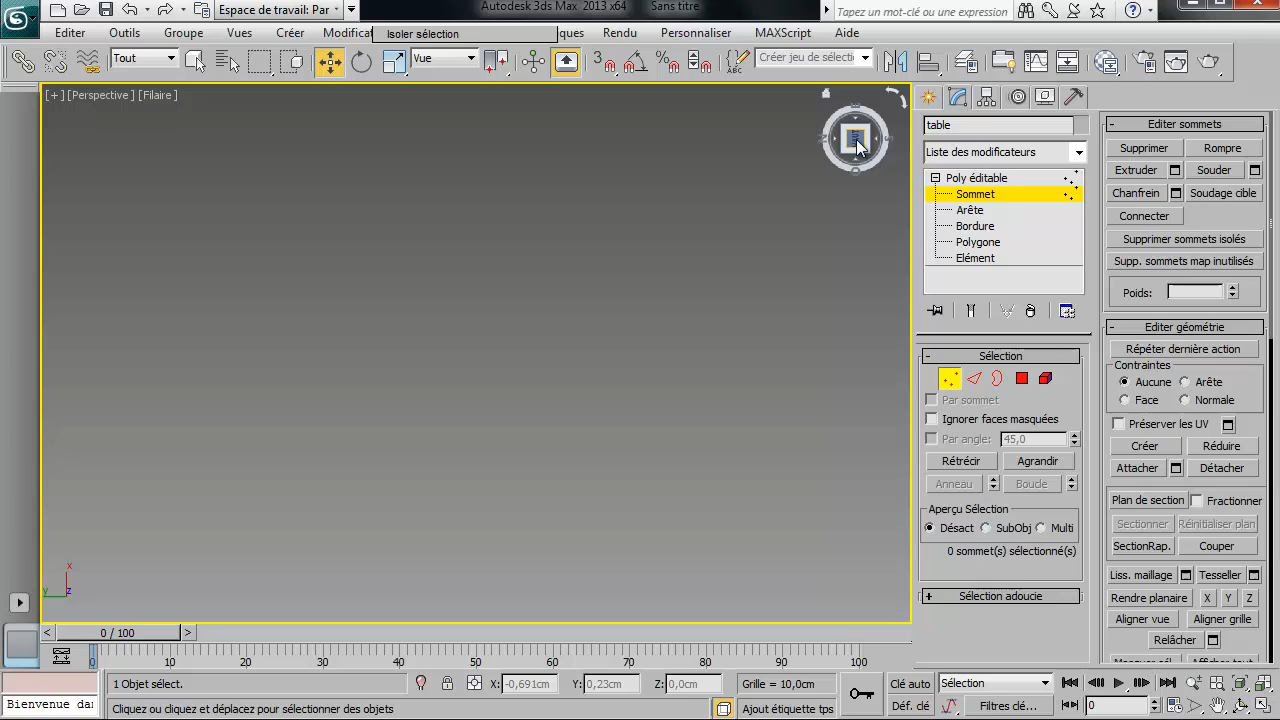 Espace de travail: Par
Autodesk 3ds Max 2013 x64
Sans titre
Tapez un mot-clé ou une expression
Editer
Outils
Groupe
Vues
Créer
Modificat
Isoler sélection
ques
Rendu
Personnaliser
MAXScript
Aide
Tout
Vue
3
ABC
Créer jeu de sélecti
[+] [Perspective ] [Filaire ]
x
y
z
table
Liste des modificateurs
Poly éditable
Sommet
Arête
Bordure
Polygone
Elément
Sélection
Par sommet
Ignorer faces masquées
Par angle:
45,0
Rétrécir
Agrandir
Anneau
Boucle
Aperçu Sélection
Désact
SubObj
Multi
0 sommet(s) sélectionné(s)
Sélection adoucie
Editer sommets
Supprimer
Rompre
Extruder
Souder
Chanfrein
Soudage cible
Connecter
Supprimer sommets isolés
Supp. sommets map inutilisés
Poids:
Editer géométrie
Répéter dernière action
Contraintes
Aucune
Arête
Face
Normale
Préserver les UV
Créer
Réduire
Attacher
Détacher
Plan de section
Fractionner
Sectionner
Réinitialiser plan
SectionRap.
Couper
Liss. maillage
Tesseller
Rendre planaire
X
Y
Z
Aligner vue
Aligner grille
Relâcher
0 / 100
0
10
20
30
40
50
60
70
80
90
100
1 Objet sélect.
X:
-0,691cm
Y:
0,23cm
Z:
0,0cm
Grille = 10,0cm
Clé auto
Sélection
Bienvenue dan
Cliquez ou cliquez et déplacez pour sélectionner des objets
Ajout étiquette tps
Déf. clé
Filtres clé...
0